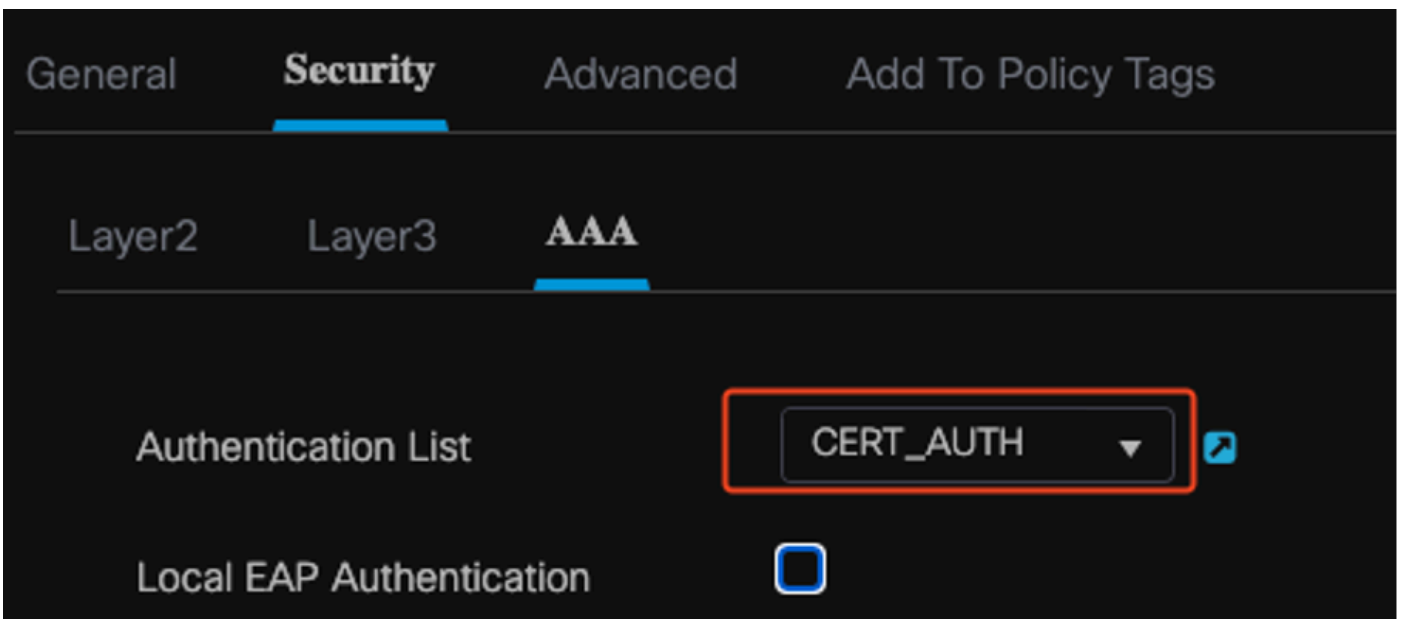 General Security Advanced Add To Policy Tags
Layer2 Layer3 AAA
Authentication List CERT_AUTH
Local EAP Authentication